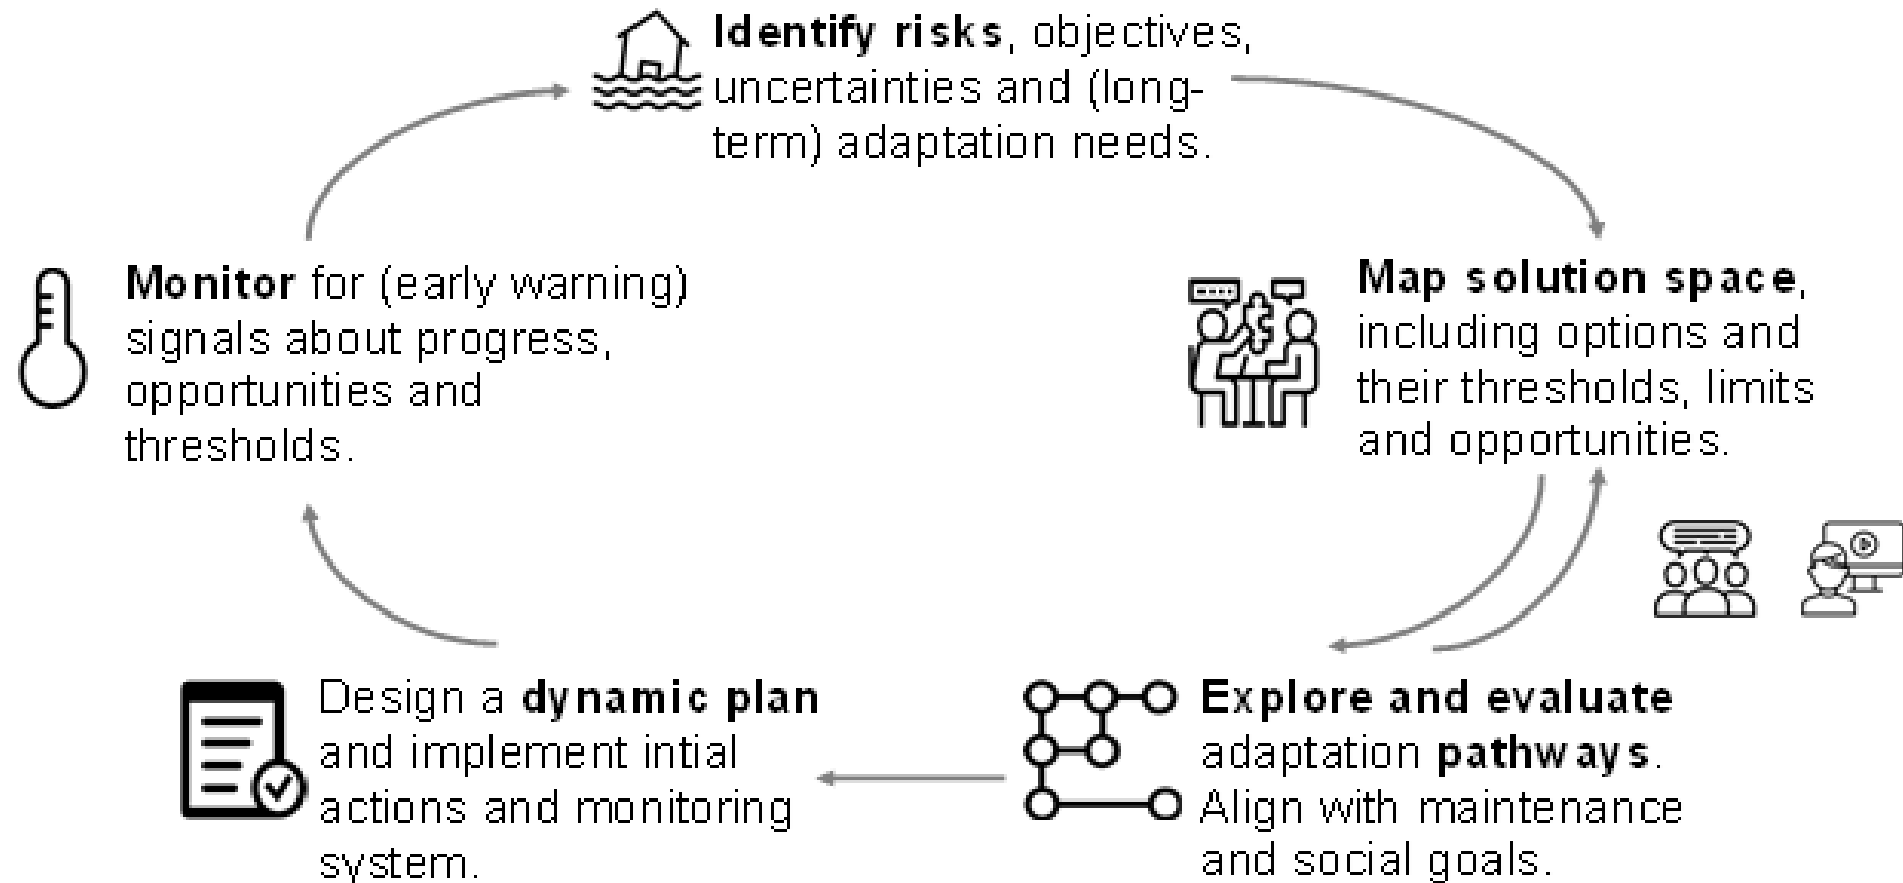 Identify risks, objectives,
uncertainties and (long-
term) adaptation needs.
Map solution space,
including options and
their thresholds, limits
and opportunities.
Explore and evaluate
adaptation pathways.
Align with maintenance
and social goals.
Design a dynamic plan
and implement intial
actions and monitoring
system.
Monitor for (early warning)
signals about progress,
opportunities and
thresholds.